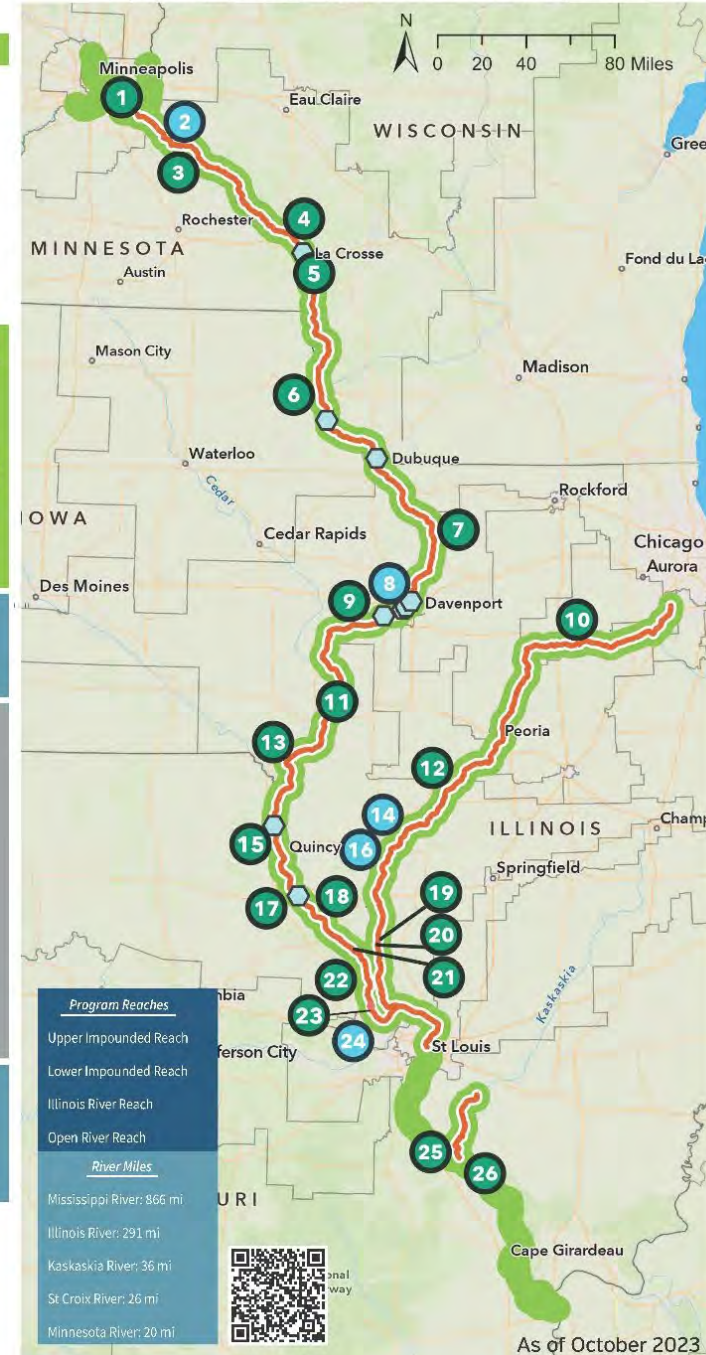 N
0 20 40 80 Miles
Minneapolis
1
2
Eau Claire
WISCONSIN
3
Gree
Rochester
4
MINNESOTA
La Crosse
5
Austin
Fond du La
Mason City
Madison
6
Waterloo
Dubuque
Cedar
Rockford
IOWA
7
Cedar Rapids
Chicago
Aurora
Des Moines
8
9
Davenport
10
11
Peoria
13
12
14
ILLINOIS
Champ
15
Quincy
16
Springfield
17
18
19
20
21
22
Kaskaskia
23
24
St Louis
bia
ferson City
Program Reaches
Upper Impounded Reach
Lower Impounded Reach
Illinois River Reach
Open River Reach
River Miles
Mississippi River: 866 mi
Illinois River: 291 mi
Kaskaskia River: 36 mi
St Croix River: 26 mi
Minnesota River: 20 mi
URI
25
26
onal
way
Cape Girardeau
As of October 2023